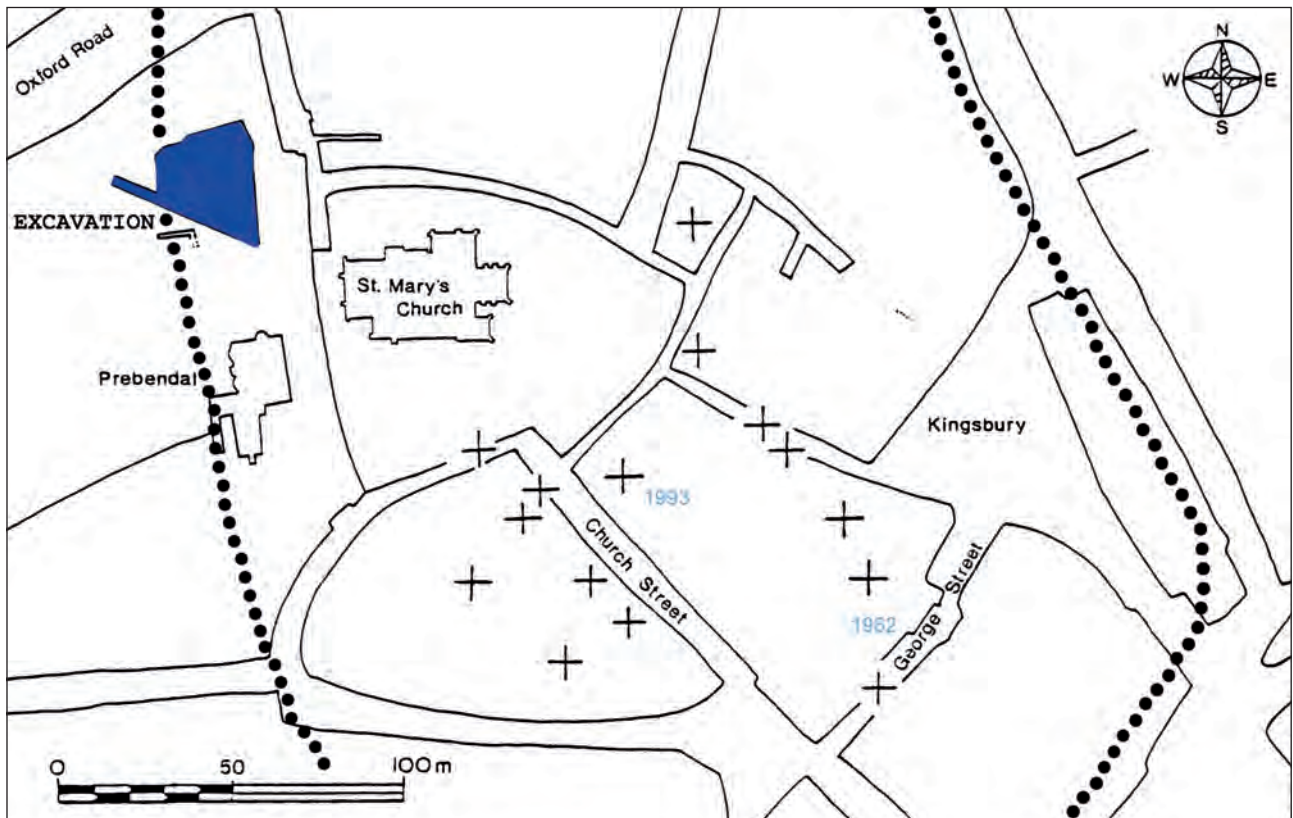 Oxford Road
N
W E
S
EXCAVATION
St. Mary's
Church
Prebendal
Kingsbury
1993
Church Street
1962
George Street
0 50 100m